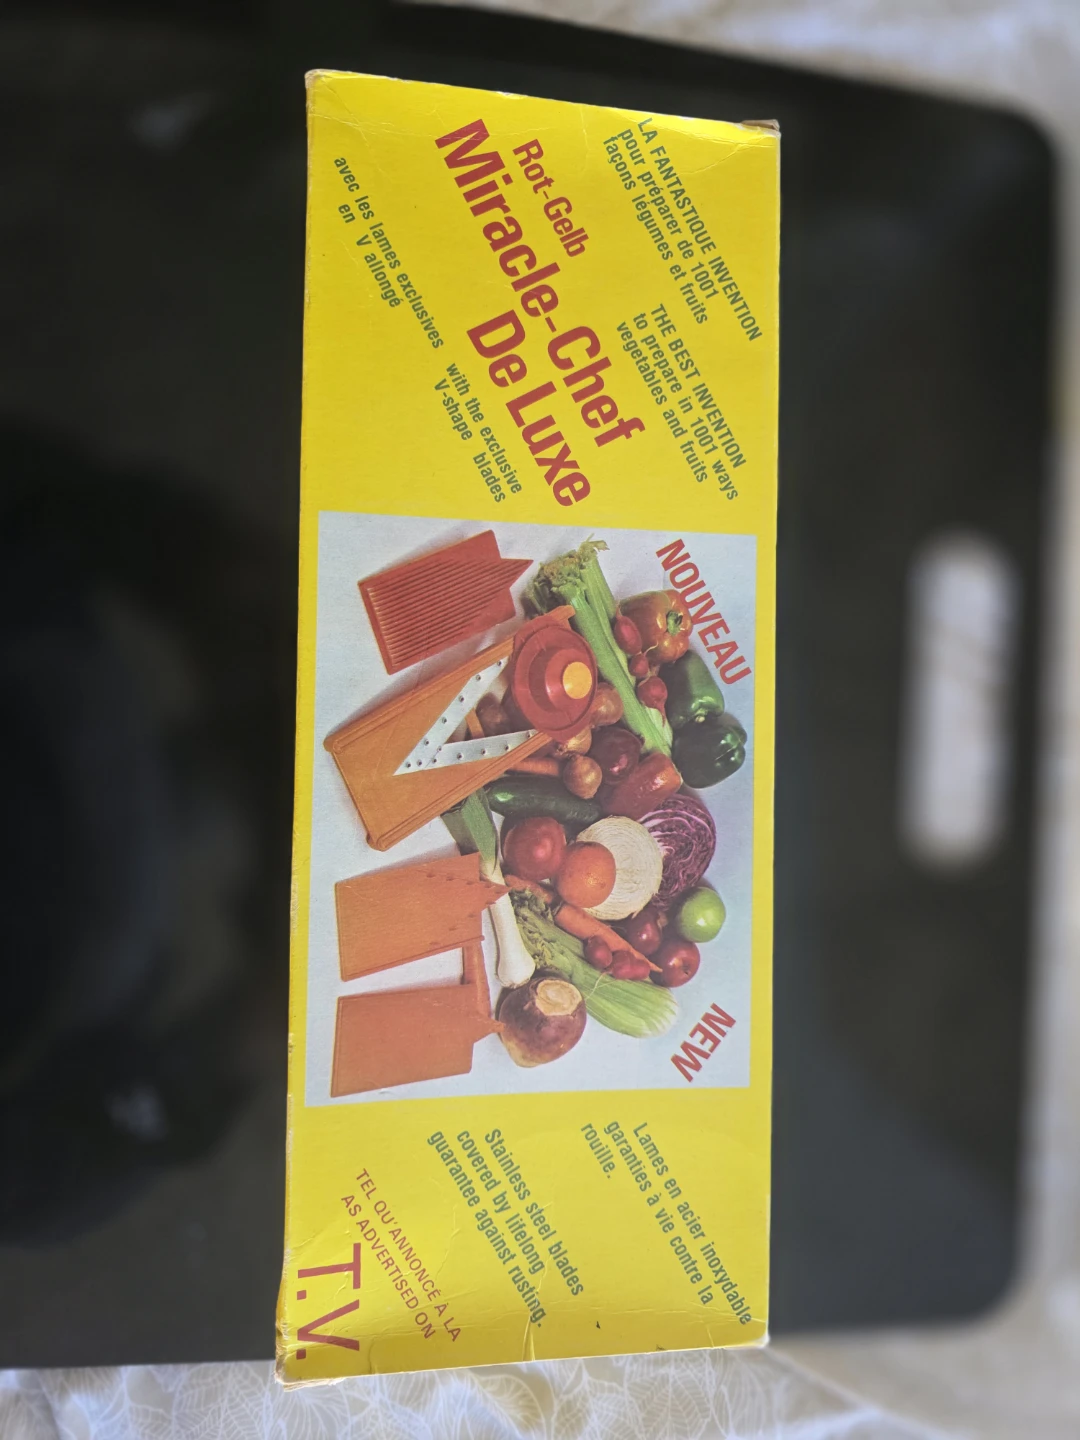 LA FANTASTIQUE INVENTION
pour préparer de 1001
façons légumes et fruits
THE BEST INVENTION
to prepare in 1001 ways
vegetables and fruits
Rot-Gelb
Miracle-Chef
De Luxe
avec les lames exclusives
en V allongé
with the exclusive
V-shape blades
NOUVEAU
NEW
Lames en acier inoxydable
garanties à vie contre la
rouille.
Stainless steel blades
covered by lifelong
guarantee against rusting.
TEL QU'ANNONCÉ À LA
AS ADVERTISED ON
T.V.